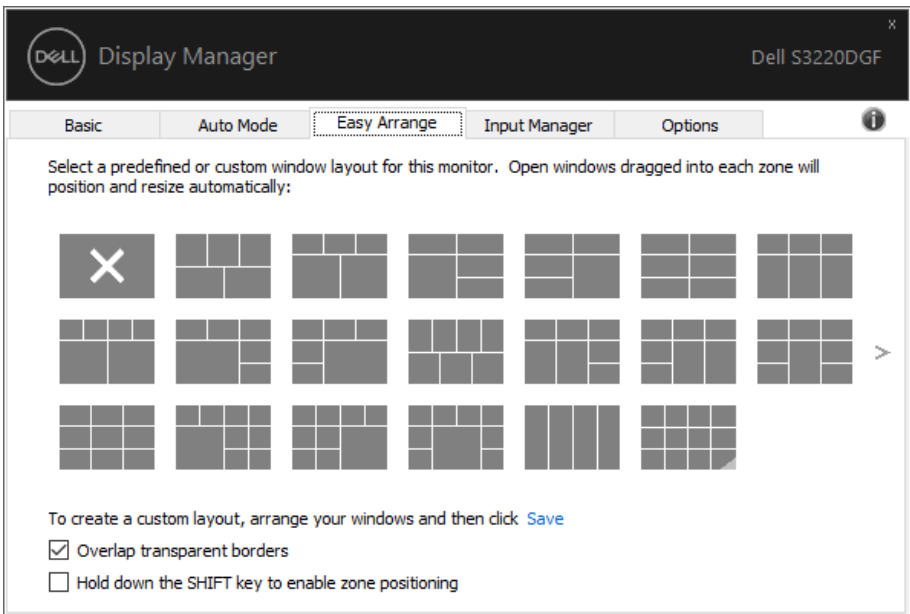 DELL Display Manager
Dell S3220DGF
x
Basic Auto Mode Easy Arrange Input Manager Options
Select a predefined or custom window layout for this monitor. Open windows dragged into each zone will
position and resize automatically:
>
To create a custom layout, arrange your windows and then click Save
Overlap transparent borders
Hold down the SHIFT key to enable zone positioning